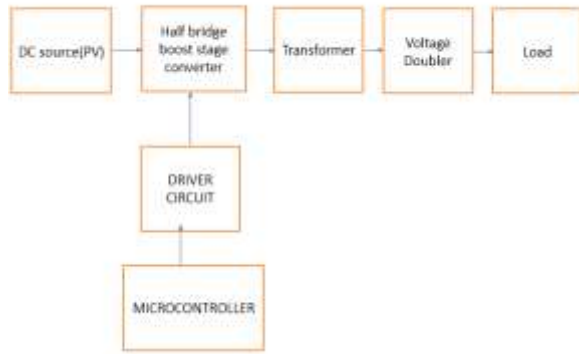 DC source(PV)
Half bridge
boost stage
converter
Transformer
Voltage
Doubler
Load
DRIVER
CIRCUIT
MICROCONTROLLER